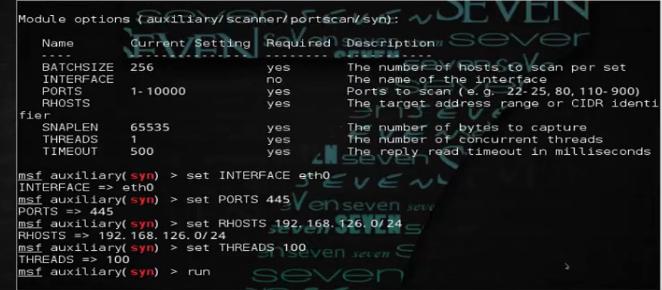 Module options (auxiliary/scanner/portscan/syn):
Name Current Setting Required Description
---- --------------- -------- -----------
BATCHSIZE 256 yes The number of hosts to scan per set
INTERFACE no The name of the interface
PORTS 1-10000 yes Ports to scan (e.g. 22-25,80,110-900)
RHOSTS yes The target address range or CIDR identi
fier
SNAPLEN 65535 yes The number of bytes to capture
THREADS 1 yes The number of concurrent threads
TIMEOUT 500 yes The reply read timeout in milliseconds
msf auxiliary(syn) > set INTERFACE eth0
INTERFACE => eth0
msf auxiliary(syn) > set PORTS 445
PORTS => 445
msf auxiliary(syn) > set RHOSTS 192.168.126.0/24
RHOSTS => 192.168.126.0/24
msf auxiliary(syn) > set THREADS 100
THREADS => 100
msf auxiliary(syn) > run
SEVEN
sever
seven
SEVEN
seven
SEVEN
seven
seven
seven